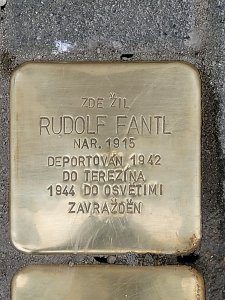 ZDE ŽIL
RUDOLF FANTL
NAR. 1915
DEPORTOVÁN 1942
DO TEREZÍNA
1944 DO OSVĚTIMI
ZAVRAŽDĚN